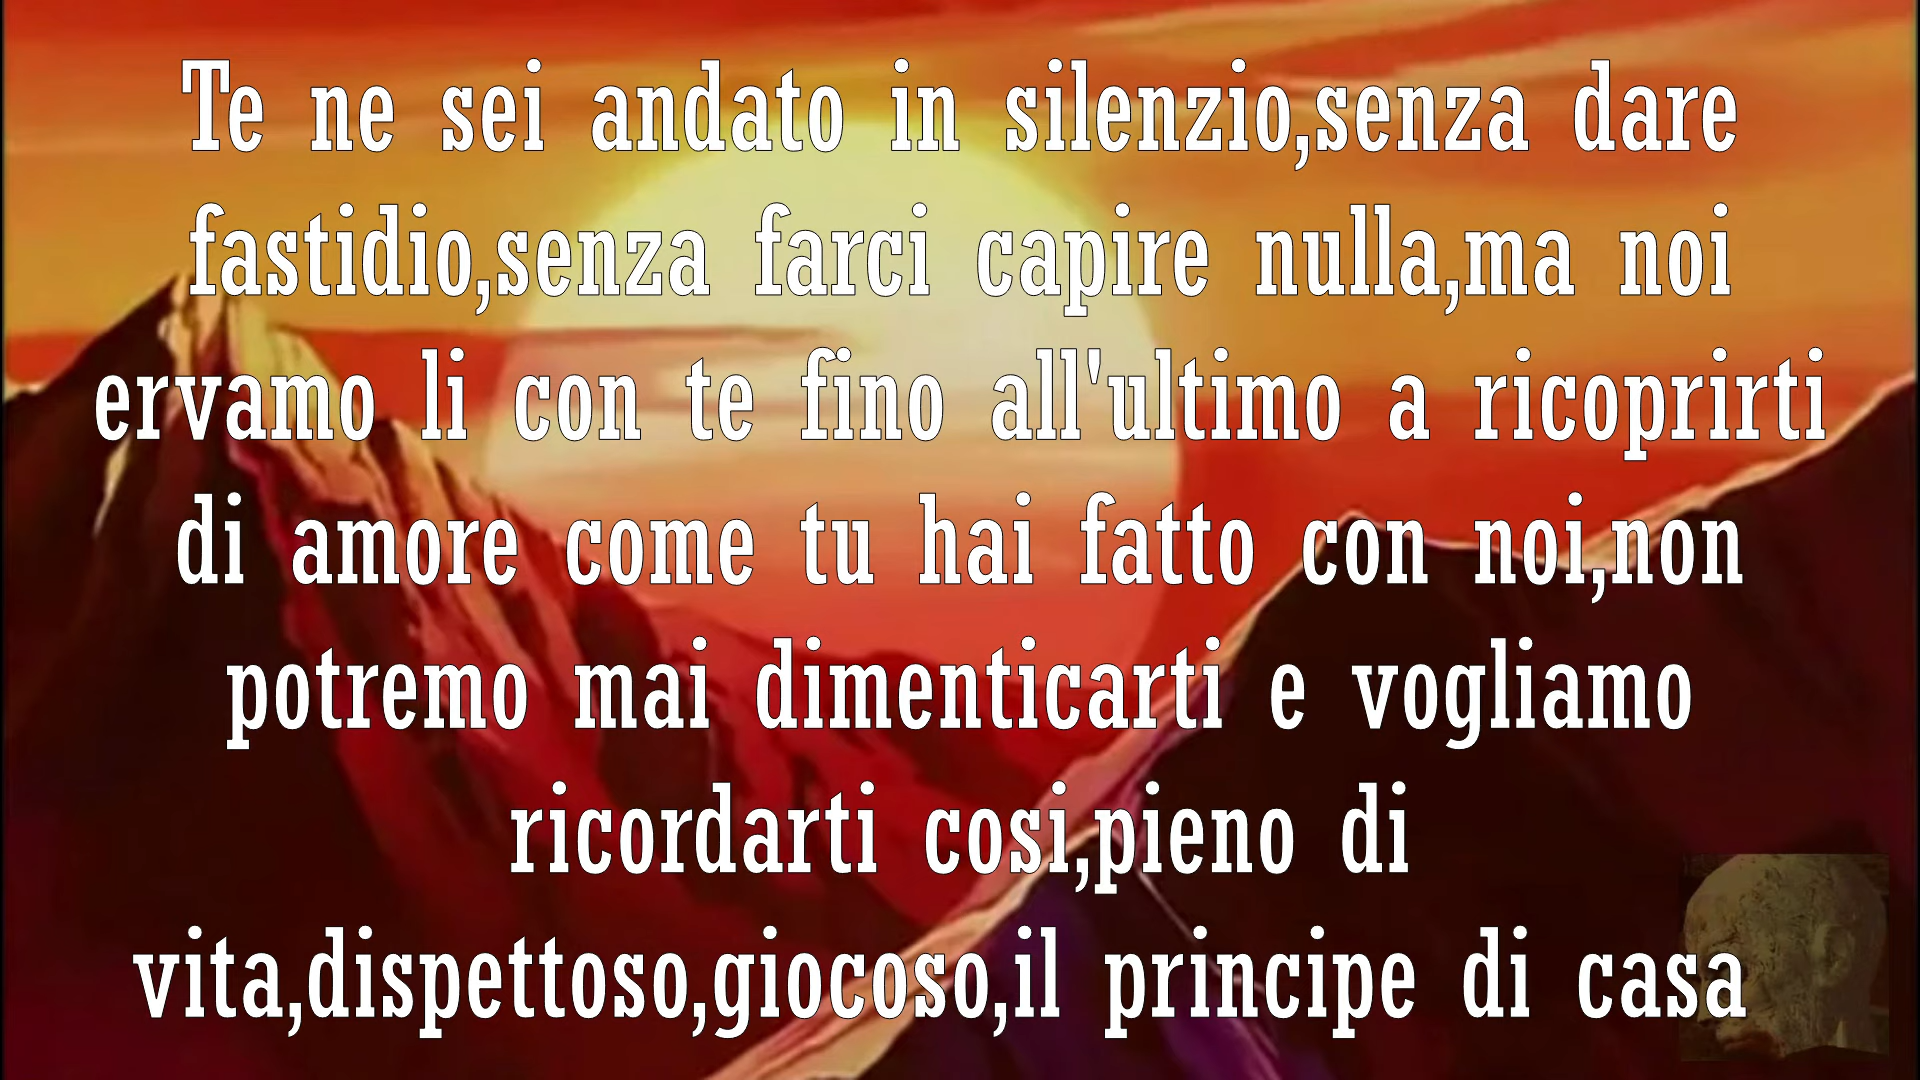 Te ne sei andato in silenzio,senza dare
fastidio,senza farci capire nulla,ma noi
ervamo li con te fino all'ultimo a ricoprirti
di amore come tu hai fatto con noi,non
potremo mai dimenticarti e vogliamo
ricordarti cosi,pieno di
vita,dispettoso,giocoso,il principe di casa